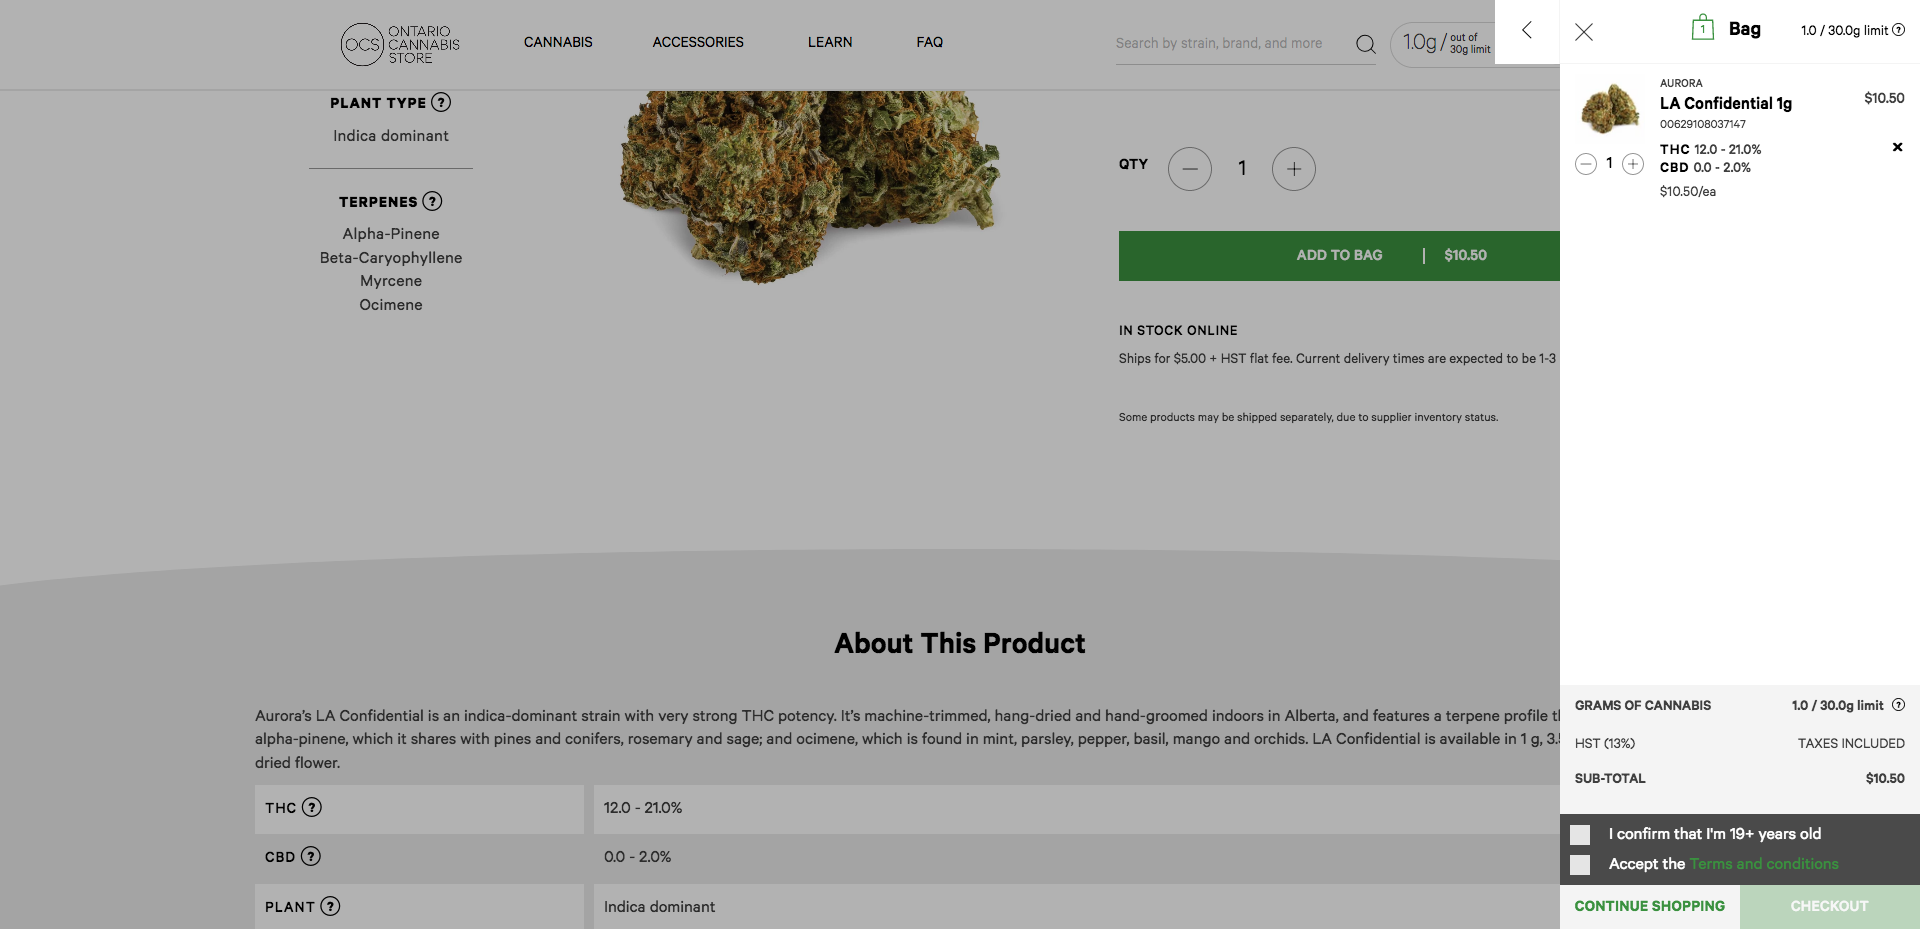 OCS
ONTARIO
CANNABIS
STORE
CANNABIS
ACCESSORIES
LEARN
FAQ
Search by strain, brand, and more
1.0g / out of
30g limit
PLANT TYPE ?
Indica dominant
TERPENES ?
Alpha-Pinene
Beta-Caryophyllene
Myrcene
Ocimene
QTY
1
ADD TO BAG | $10.50
IN STOCK ONLINE
Ships for $5.00 + HST flat fee. Current delivery times are expected to be 1-3
Some products may be shipped separately, due to supplier inventory status.
About This Product
Aurora's LA Confidential is an indica-dominant strain with very strong THC potency. It's machine-trimmed, hang-dried and hand-groomed indoors in Alberta, and features a terpene profile
alpha-pinene, which it shares with pines and conifers, rosemary and sage; and ocimene, which is found in mint, parsley, pepper, basil, mango and orchids. LA Confidential is available in 1 g,
dried flower.
THC ?
12.0 - 21.0%
CBD ?
0.0 - 2.0%
PLANT ?
Indica dominant
1
Bag
1.0 / 30.0g limit ?
AURORA
LA Confidential 1g
$10.50
00629108037147
THC 12.0 - 21.0%
CBD 0.0 - 2.0%
1
$10.50/ea
GRAMS OF CANNABIS
1.0 / 30.0g limit ?
HST (13%)
TAXES INCLUDED
SUB-TOTAL
$10.50
I confirm that I'm 19+ years old
Accept the Terms and conditions
CONTINUE SHOPPING
CHECKOUT